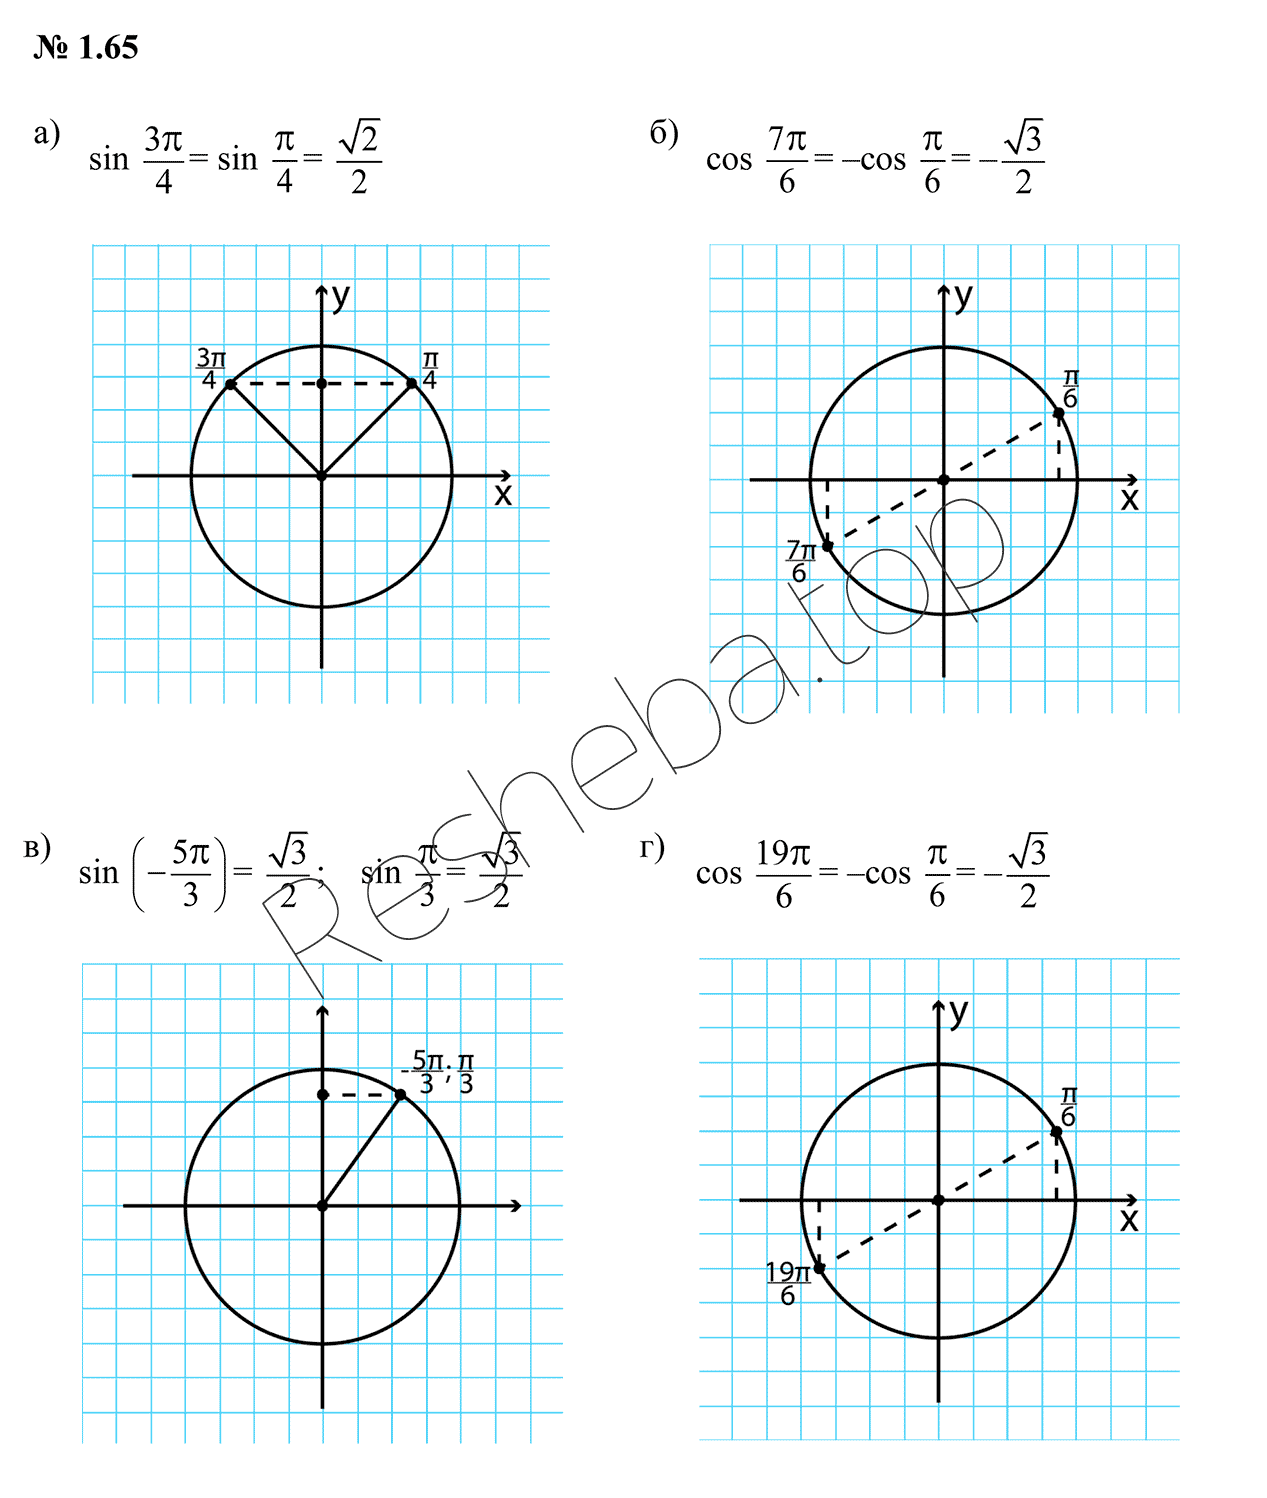 № 1.65
а) sin 3π/4 = sin π/4 = √2/2
б) cos 7π/6 = –cos π/6 = –√3/2
y
3π/4
π/4
x
y
π/6
x
7π/6
в) sin (–5π/3) = √3/2; sin π/3 = √3/2
г) cos 19π/6 = –cos π/6 = –√3/2
-5π/3; π/3
y
π/6
x
19π/6
Resheba.top